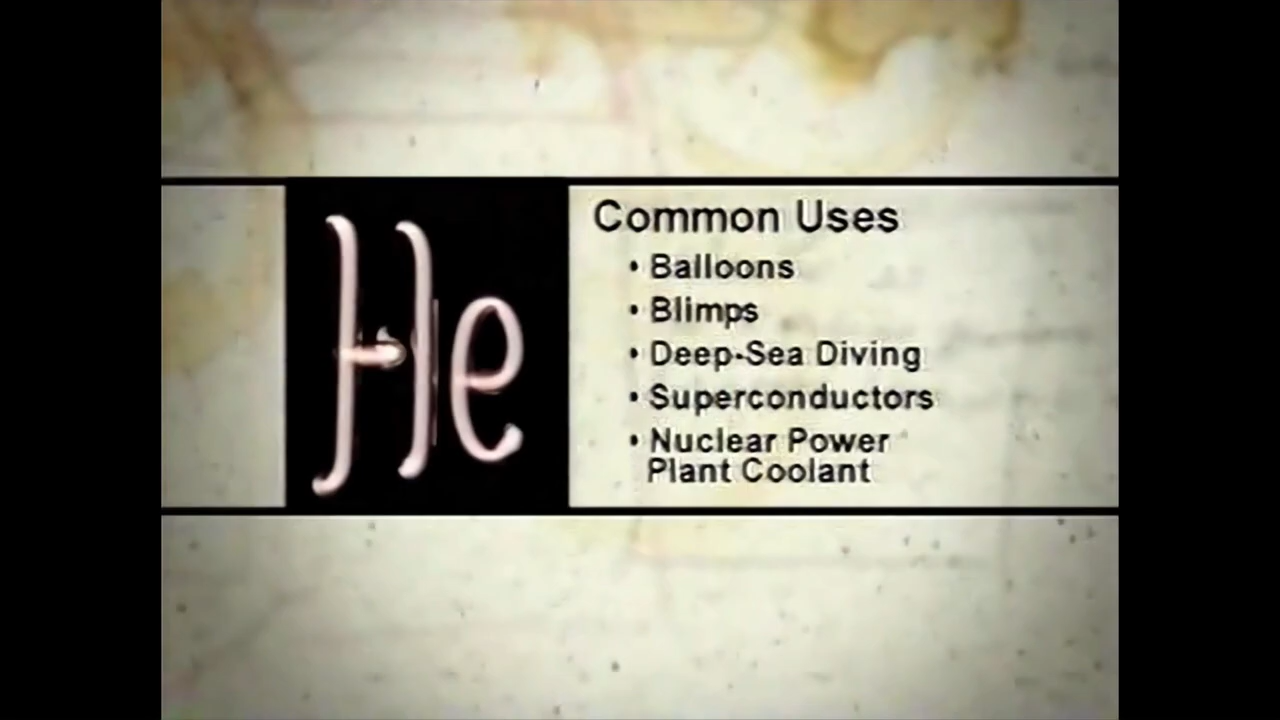 He
Common Uses
• Balloons
• Blimps
• Deep-Sea Diving
• Superconductors
• Nuclear Power
Plant Coolant